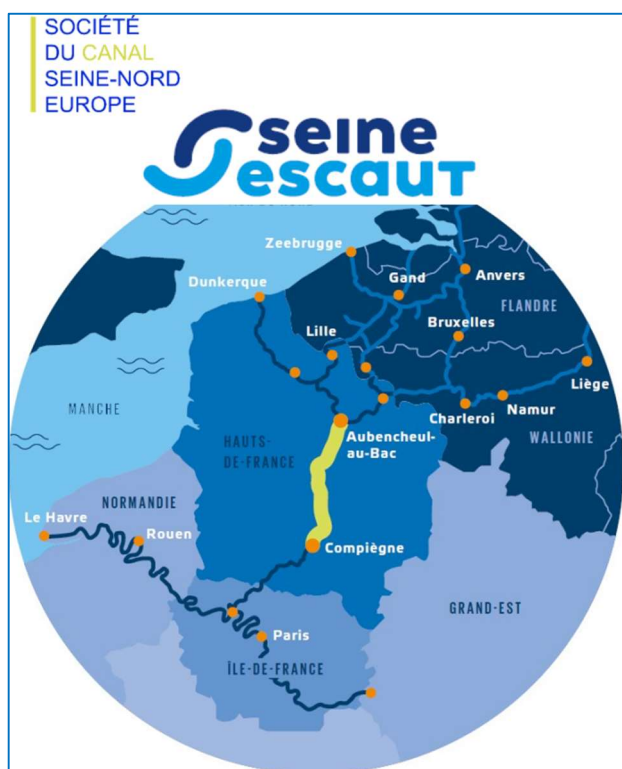 SOCIÉTÉ
DU CANAL
SEINE-NORD
EUROPE
seine
escaut
Zeebrugge
Dunkerque
Gand
Anvers
FLANDRE
Lille
Bruxelles
Liège
MANCHE
Charleroi
Namur
Aubencheul-
au-Bac
WALLONIE
HAUTS-
DE-FRANCE
NORMANDIE
Le Havre
Rouen
Compiègne
GRAND-EST
Paris
ÎLE-DE-FRANCE